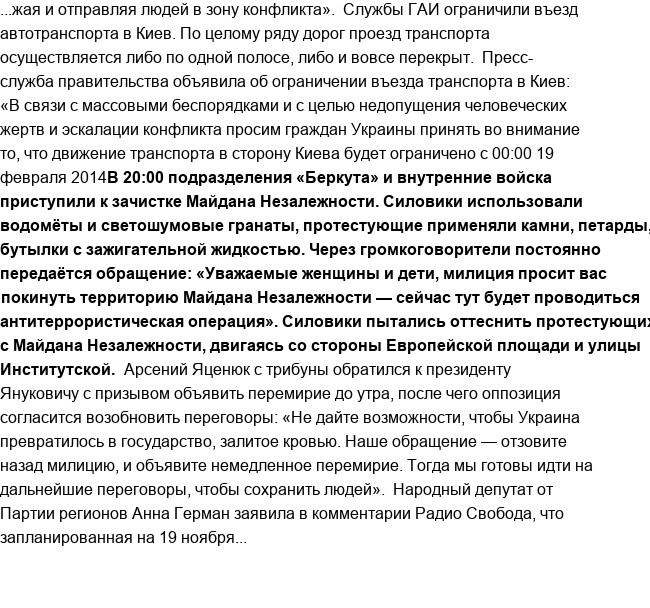 ...жая и отправляя людей в зону конфликта».  Службы ГАИ ограничили въезд
автотранспорта в Киев. По целому ряду дорог проезд транспорта
осуществляется либо по одной полосе, либо и вовсе перекрыт.  Пресс-
служба правительства объявила об ограничении въезда транспорта в Киев:
«В связи с массовыми беспорядками и с целью недопущения человеческих
жертв и эскалации конфликта просим граждан Украины принять во внимание
то, что движение транспорта в сторону Киева будет ограничено с 00:00 19
февраля 2014В 20:00 подразделения «Беркута» и внутренние войска
приступили к зачистке Майдана Незалежности. Силовики использовали
водомёты и светошумовые гранаты, протестующие применяли камни, петарды,
бутылки с зажигательной жидкостью. Через громкоговорители постоянно
передаётся обращение: «Уважаемые женщины и дети, милиция просит вас
покинуть территорию Майдана Незалежности — сейчас тут будет проводиться
антитеррористическая операция». Силовики пытались оттеснить протестующих
с Майдана Незалежности, двигаясь со стороны Европейской площади и улицы
Институтской.  Арсений Яценюк с трибуны обратился к президенту
Януковичу с призывом объявить перемирие до утра, после чего оппозиция
согласится возобновить переговоры: «Не дайте возможности, чтобы Украина
превратилось в государство, залитое кровью. Наше обращение — отзовите
назад милицию, и объявите немедленное перемирие. Тогда мы готовы идти на
дальнейшие переговоры, чтобы сохранить людей».  Народный депутат от
Партии регионов Анна Герман заявила в комментарии Радио Свобода, что
запланированная на 19 ноября...